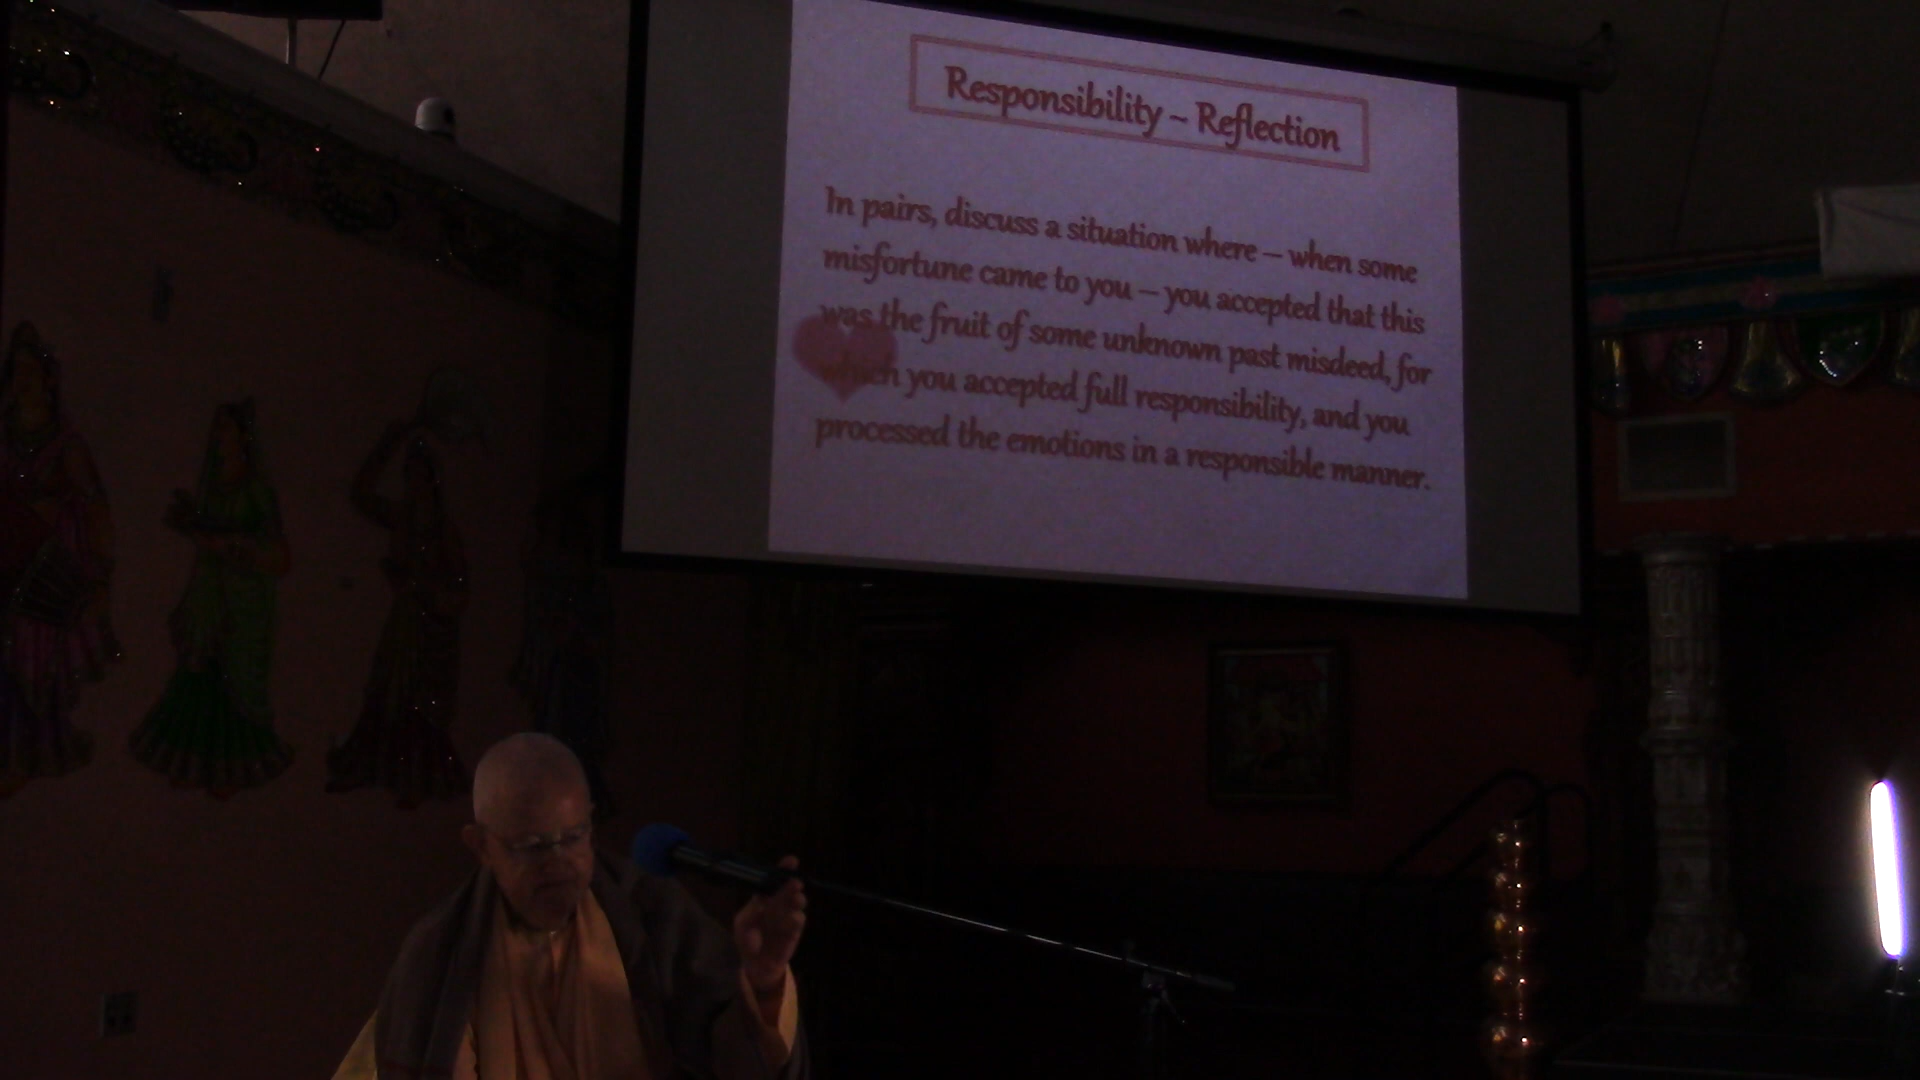 Responsibility ~ Reflection
In pairs, discuss a situation where – when some
misfortune came to you – you accepted that this
was the fruit of some unknown past misdeed, for
which you accepted full responsibility, and you
processed the emotions in a responsible manner.